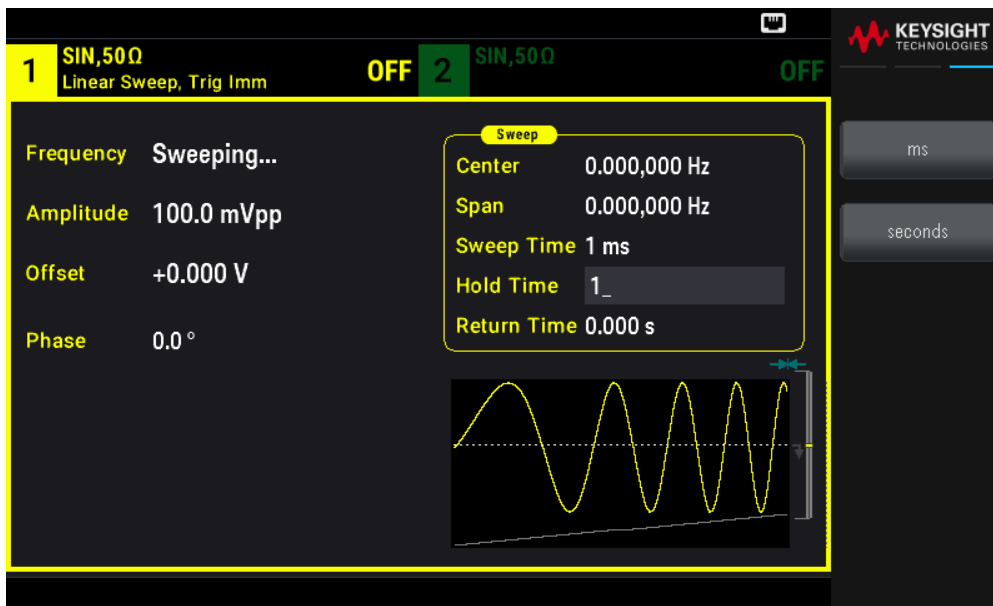 KEYSIGHT
TECHNOLOGIES
1
SIN,50Ω
Linear Sweep, Trig Imm
OFF
2
SIN,50Ω
OFF
Frequency Sweeping...
Amplitude 100.0 mVpp
Offset +0.000 V
Phase 0.0 °
Sweep
Center 0.000,000 Hz
Span 0.000,000 Hz
Sweep Time 1 ms
Hold Time 1_
Return Time 0.000 s
ms
seconds